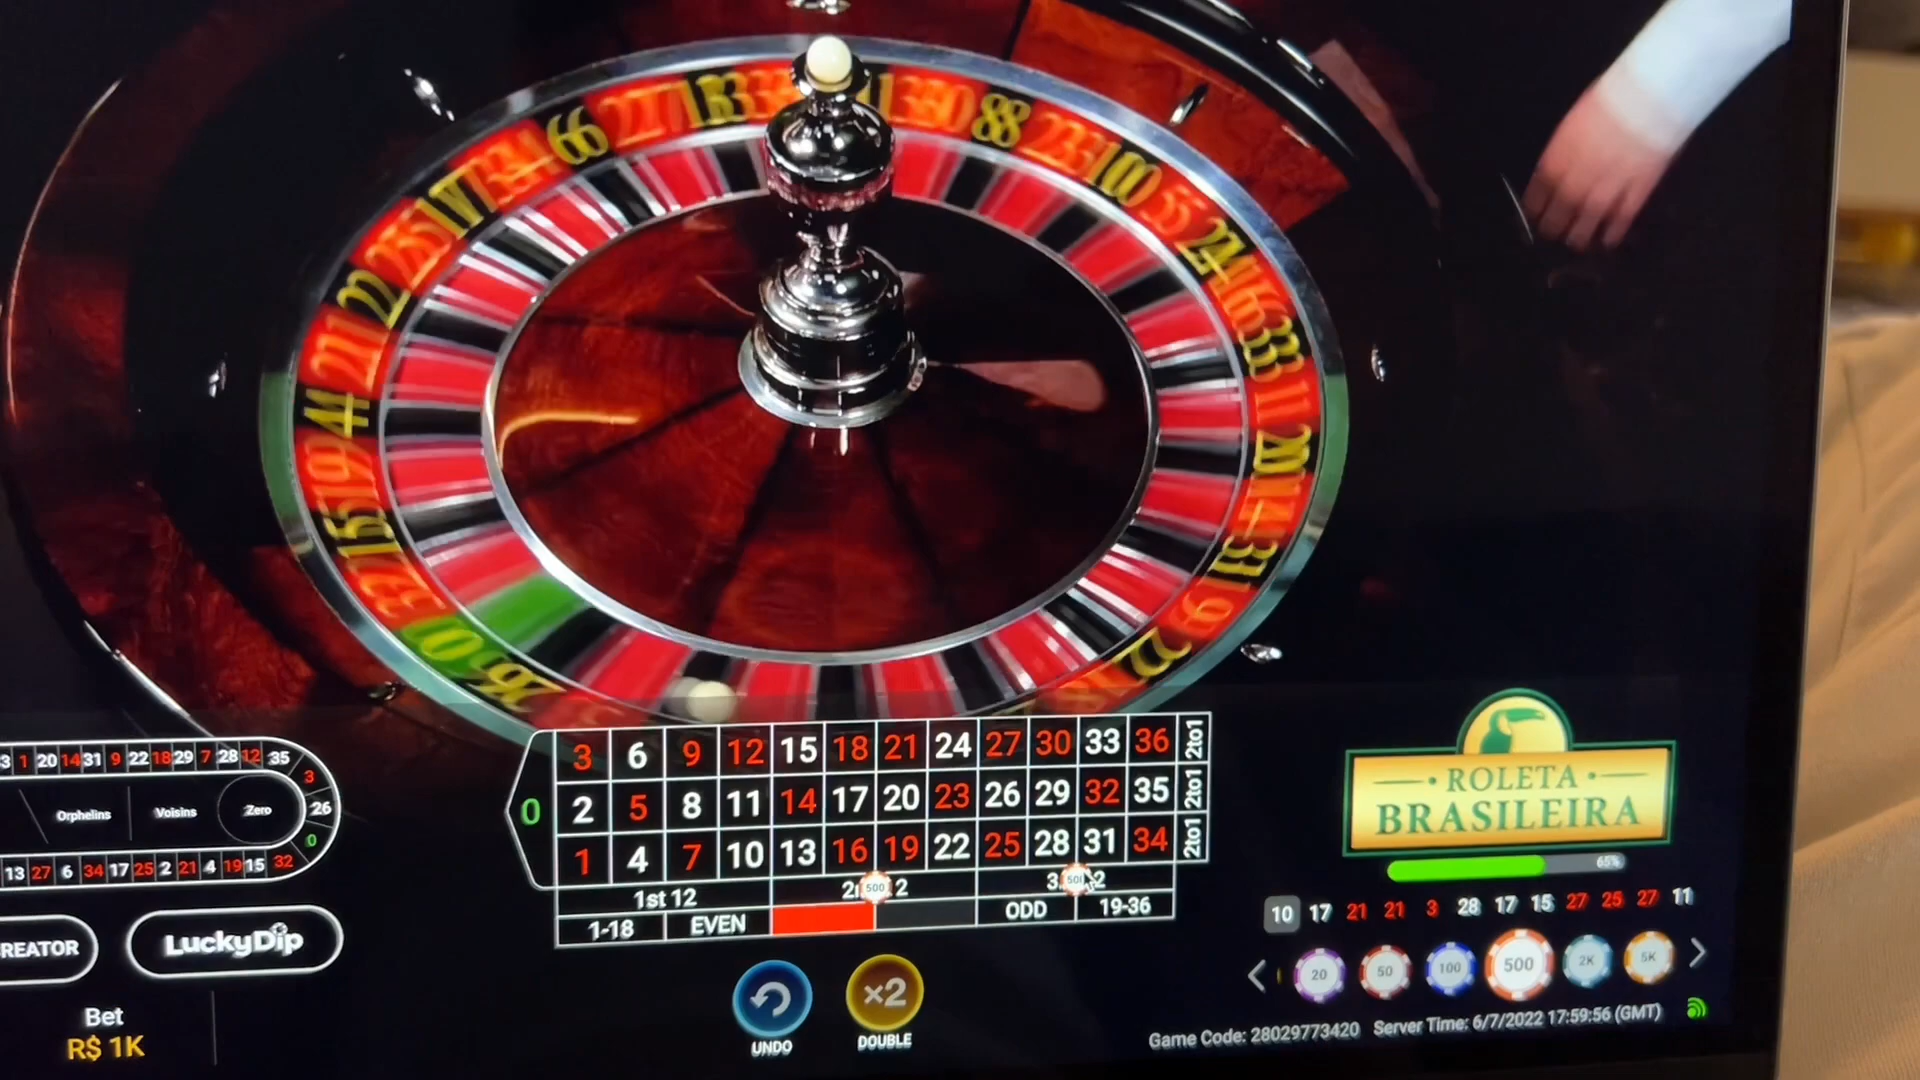 3 1 20 14 31 9 22 18 29 7 28 12 35
3
Orphelins Voisins Zero 26
0
13 27 6 34 17 25 2 21 4 19 15 32
3 6 9 12 15 18 21 24 27 30 33 36 2to1
0 2 5 8 11 14 17 20 23 26 29 32 35 2to1
1 4 7 10 13 16 19 22 25 28 31 34 2to1
1st 12 500
1-18 EVEN ODD 19-36
REATOR LuckyDip
Bet
R$ 1K
UNDO
×2
DOUBLE
ROLETA
BRASILEIRA
65%
10 17 21 21 3 28 17 15 27 25 27 11
20 50 100 500 2K 5K
Game Code: 28029773420 Server Time: 6/7/2022 17:59:56 (GMT)